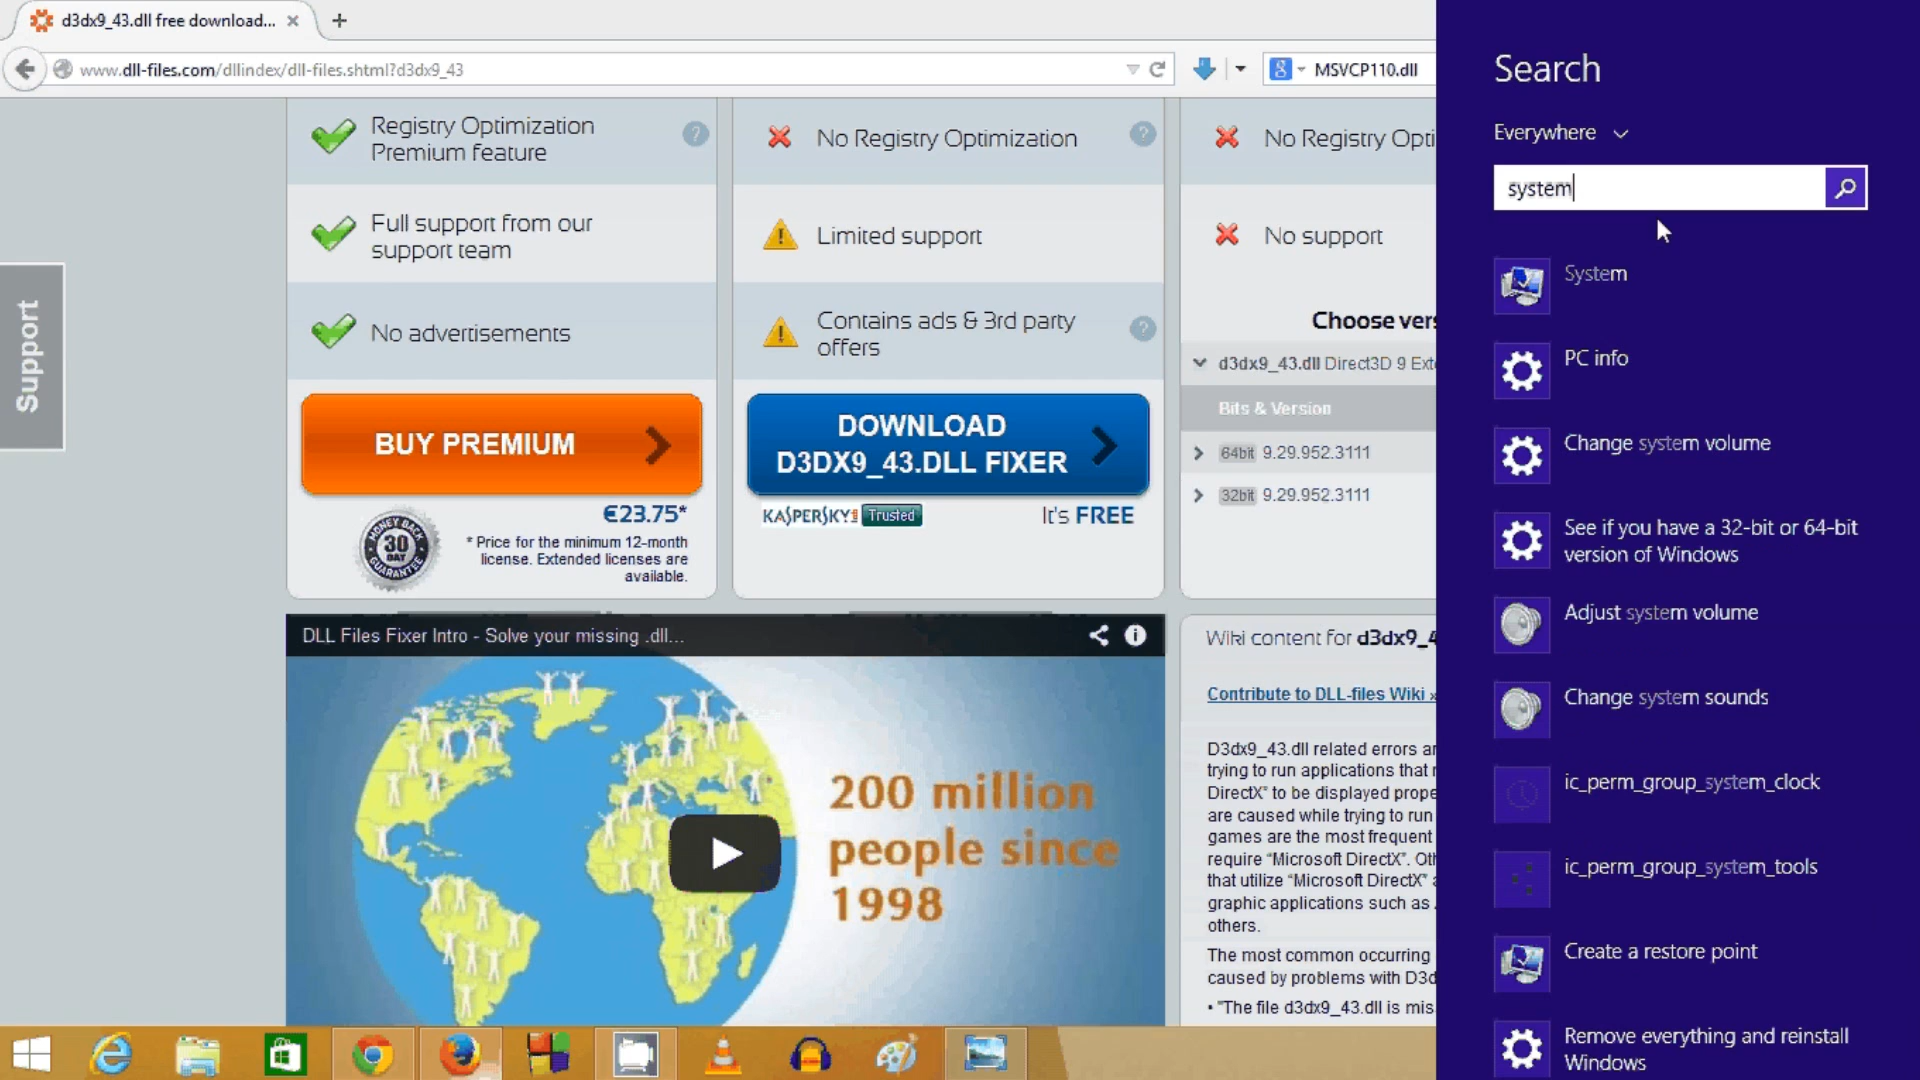 d3dx9_43.dll free download...
www.dll-files.com/dllindex/dll-files.shtml?d3dx9_43
MSVCP110.dll
Registry Optimization
Premium feature
Full support from our
support team
No advertisements
BUY PREMIUM
€23.75*
* Price for the minimum 12-month
license. Extended licenses are
available.
MONEY BACK
30
DAY
GUARANTEE
No Registry Optimization
Limited support
Contains ads & 3rd party
offers
DOWNLOAD
D3DX9_43.DLL FIXER
KASPERSKY
Trusted
It's FREE
No Registry Opti
No support
Choose ver
d3dx9_43.dll Direct3D 9 Ext
Bits & Version
64bit 9.29.952.3111
32bit 9.29.952.3111
Support
DLL Files Fixer Intro - Solve your missing .dll...
200 million
people since
1998
Wiki content for d3dx9_4
Contribute to DLL-files Wiki »
D3dx9_43.dll related errors ar
trying to run applications that r
DirectX" to be displayed prope
are caused while trying to run
games are the most frequent
require “Microsoft DirectX”. Oth
that utilize “Microsoft DirectX”
graphic applications such as
others.
The most common occurring
caused by problems with D3d
• "The file d3dx9_43.dll is mis
Search
Everywhere
system
System
PC info
Change system volume
See if you have a 32-bit or 64-bit
version of Windows
Adjust system volume
Change system sounds
ic_perm_group_system_clock
ic_perm_group_system_tools
Create a restore point
Remove everything and reinstall
Windows